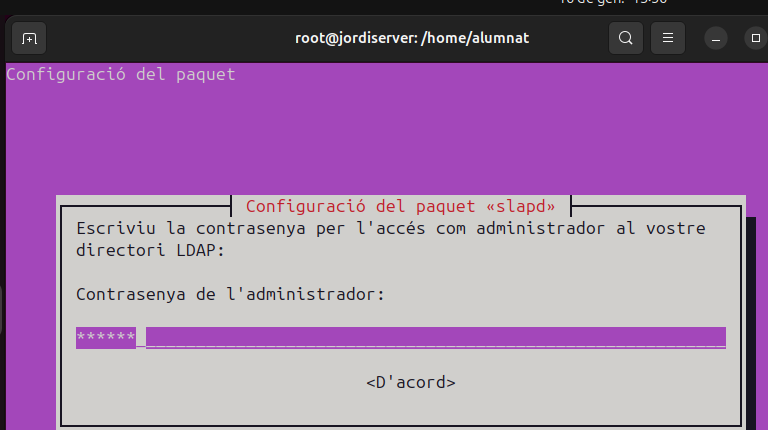 root@jordiserver: /home/alumnat
Configuració del paquet
Configuració del paquet «slapd»
Escriviu la contrasenya per l'accés com administrador al vostre
directori LDAP:
Contrasenya de l'administrador:
******
<D'acord>